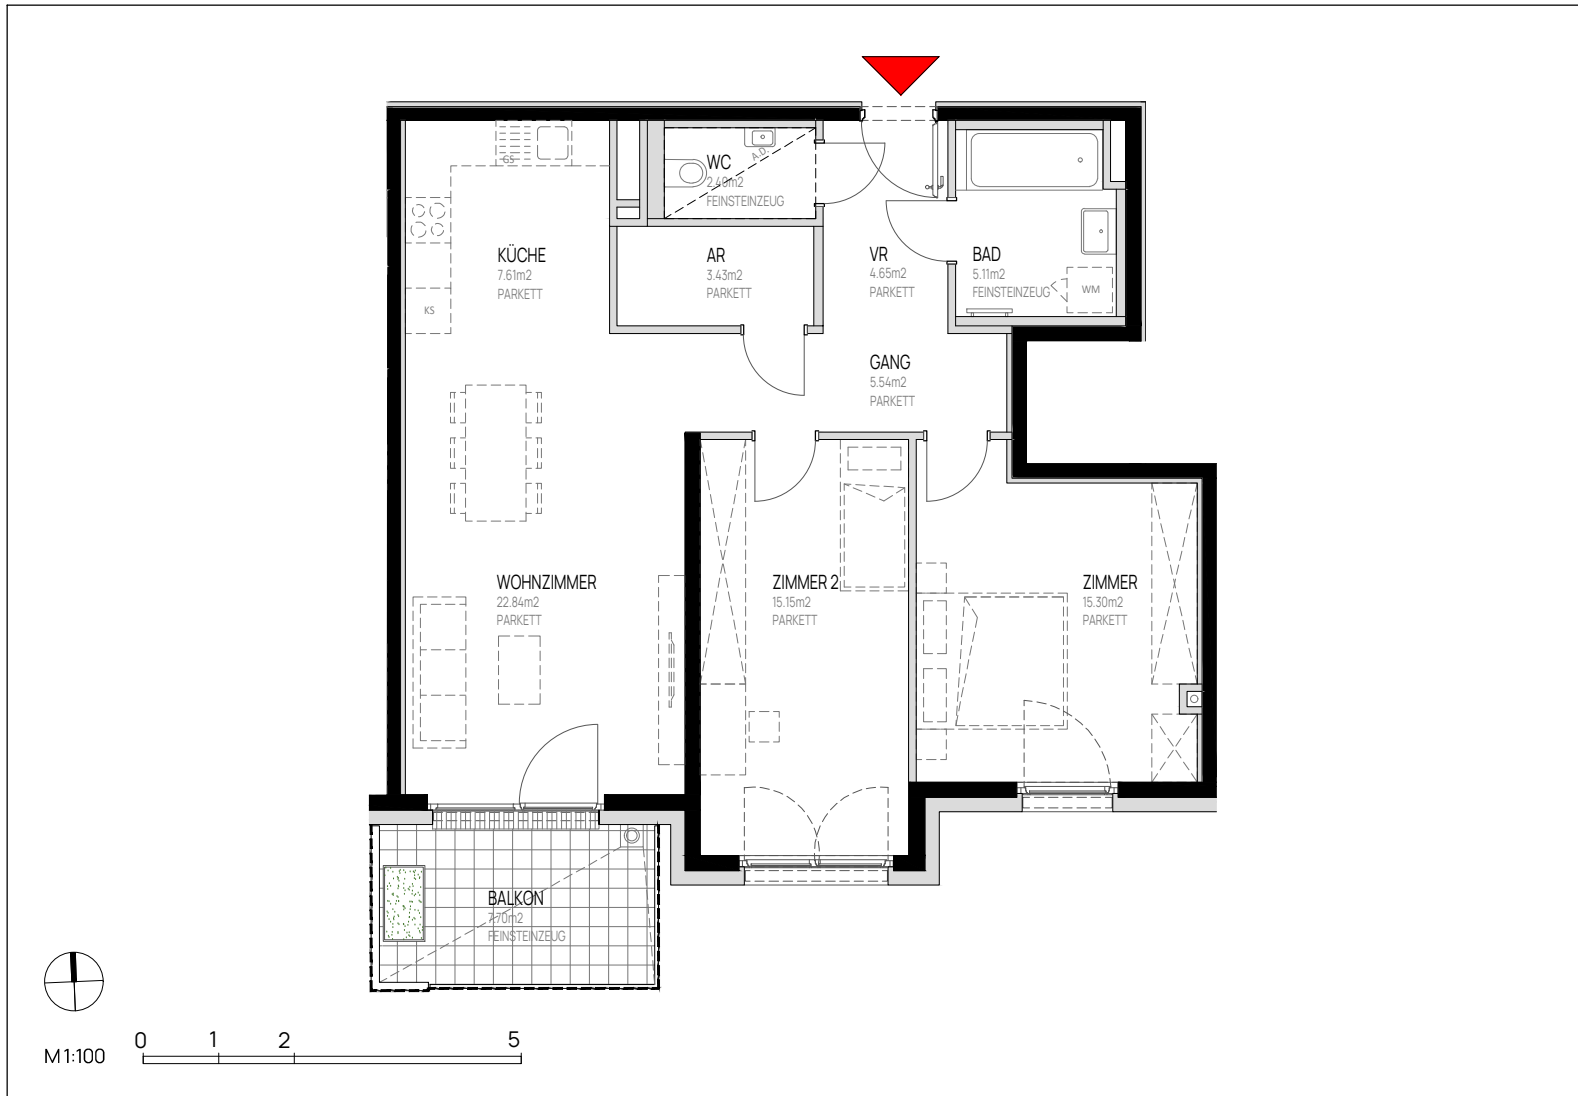 GS
WC
A.D.
2.40m2
FEINSTEINZEUG
KÜCHE
7.61m2
PARKETT
KS
AR
3.43m2
PARKETT
VR
4.65m2
PARKETT
BAD
5.11m2
FEINSTEINZEUG
WM
GANG
5.54m2
PARKETT
WOHNZIMMER
22.84m2
PARKETT
ZIMMER 2
15.15m2
PARKETT
ZIMMER
15.30m2
PARKETT
BALKON
7.70m2
FEINSTEINZEUG
M1:100
0 1 2 5